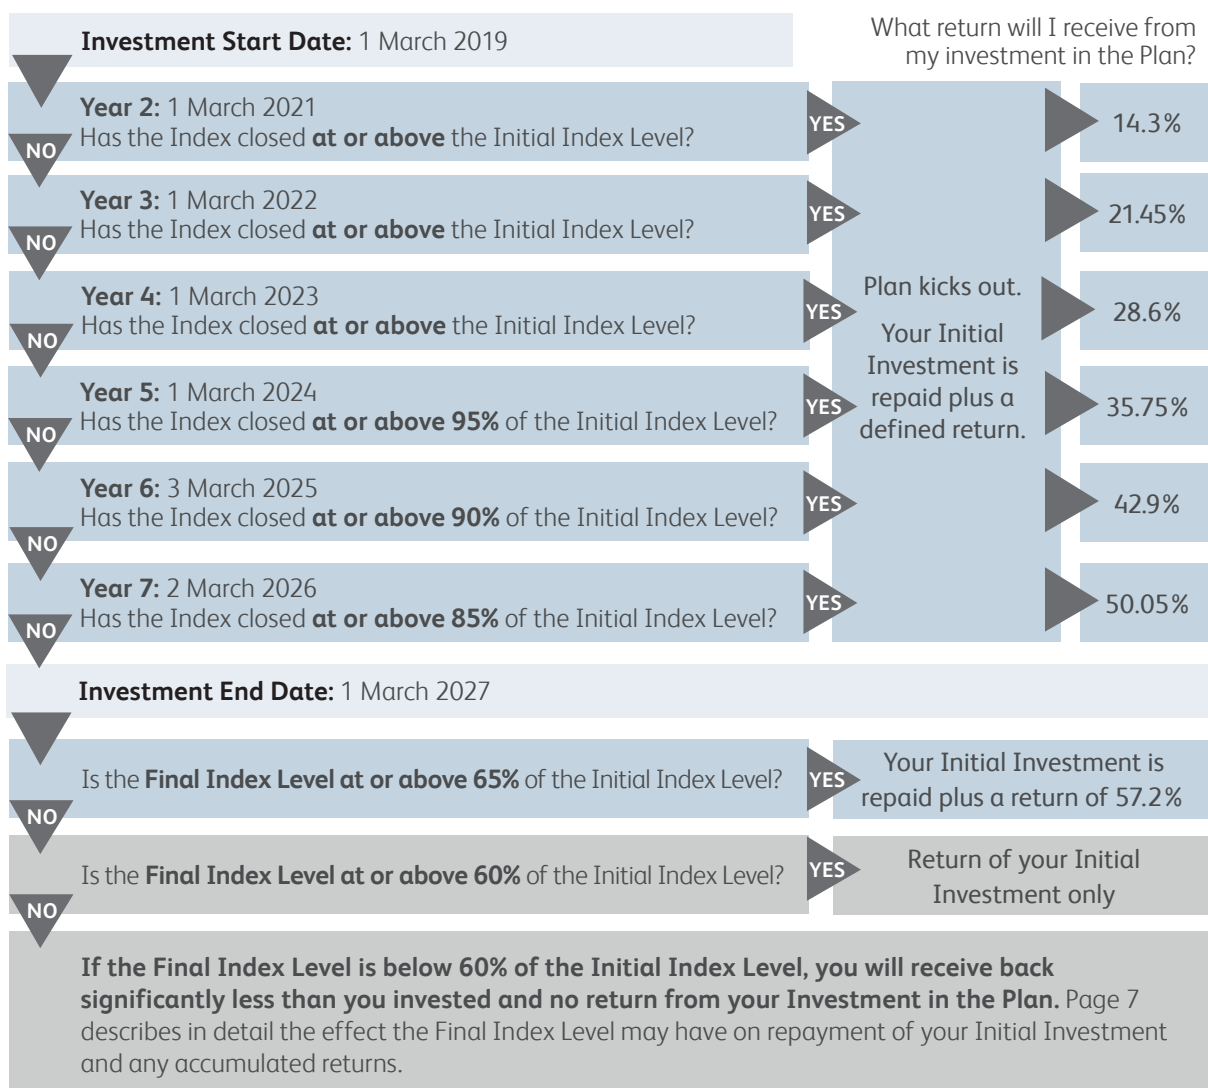 Investment Start Date: 1 March 2019
What return will I receive from
my investment in the Plan?
Year 2: 1 March 2021
Has the Index closed at or above the Initial Index Level?
YES
14.3%
NO
Year 3: 1 March 2022
Has the Index closed at or above the Initial Index Level?
YES
21.45%
NO
Year 4: 1 March 2023
Has the Index closed at or above the Initial Index Level?
YES
28.6%
NO
Year 5: 1 March 2024
Has the Index closed at or above 95% of the Initial Index Level?
YES
35.75%
NO
Year 6: 3 March 2025
Has the Index closed at or above 90% of the Initial Index Level?
YES
42.9%
NO
Year 7: 2 March 2026
Has the Index closed at or above 85% of the Initial Index Level?
YES
50.05%
NO
Plan kicks out.
Your Initial
Investment is
repaid plus a
defined return.
Investment End Date: 1 March 2027
Is the Final Index Level at or above 65% of the Initial Index Level?
YES
Your Initial Investment is
repaid plus a return of 57.2%
NO
Is the Final Index Level at or above 60% of the Initial Index Level?
YES
Return of your Initial
Investment only
NO
If the Final Index Level is below 60% of the Initial Index Level, you will receive back
significantly less than you invested and no return from your Investment in the Plan. Page 7
describes in detail the effect the Final Index Level may have on repayment of your Initial Investment
and any accumulated returns.